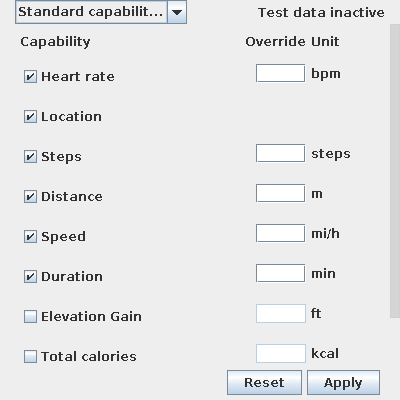 Standard capabilit... Test data inactive
Capability Override Unit
Heart rate bpm
Location
Steps steps
Distance m
Speed mi/h
Duration min
Elevation Gain ft
Total calories kcal
Reset Apply